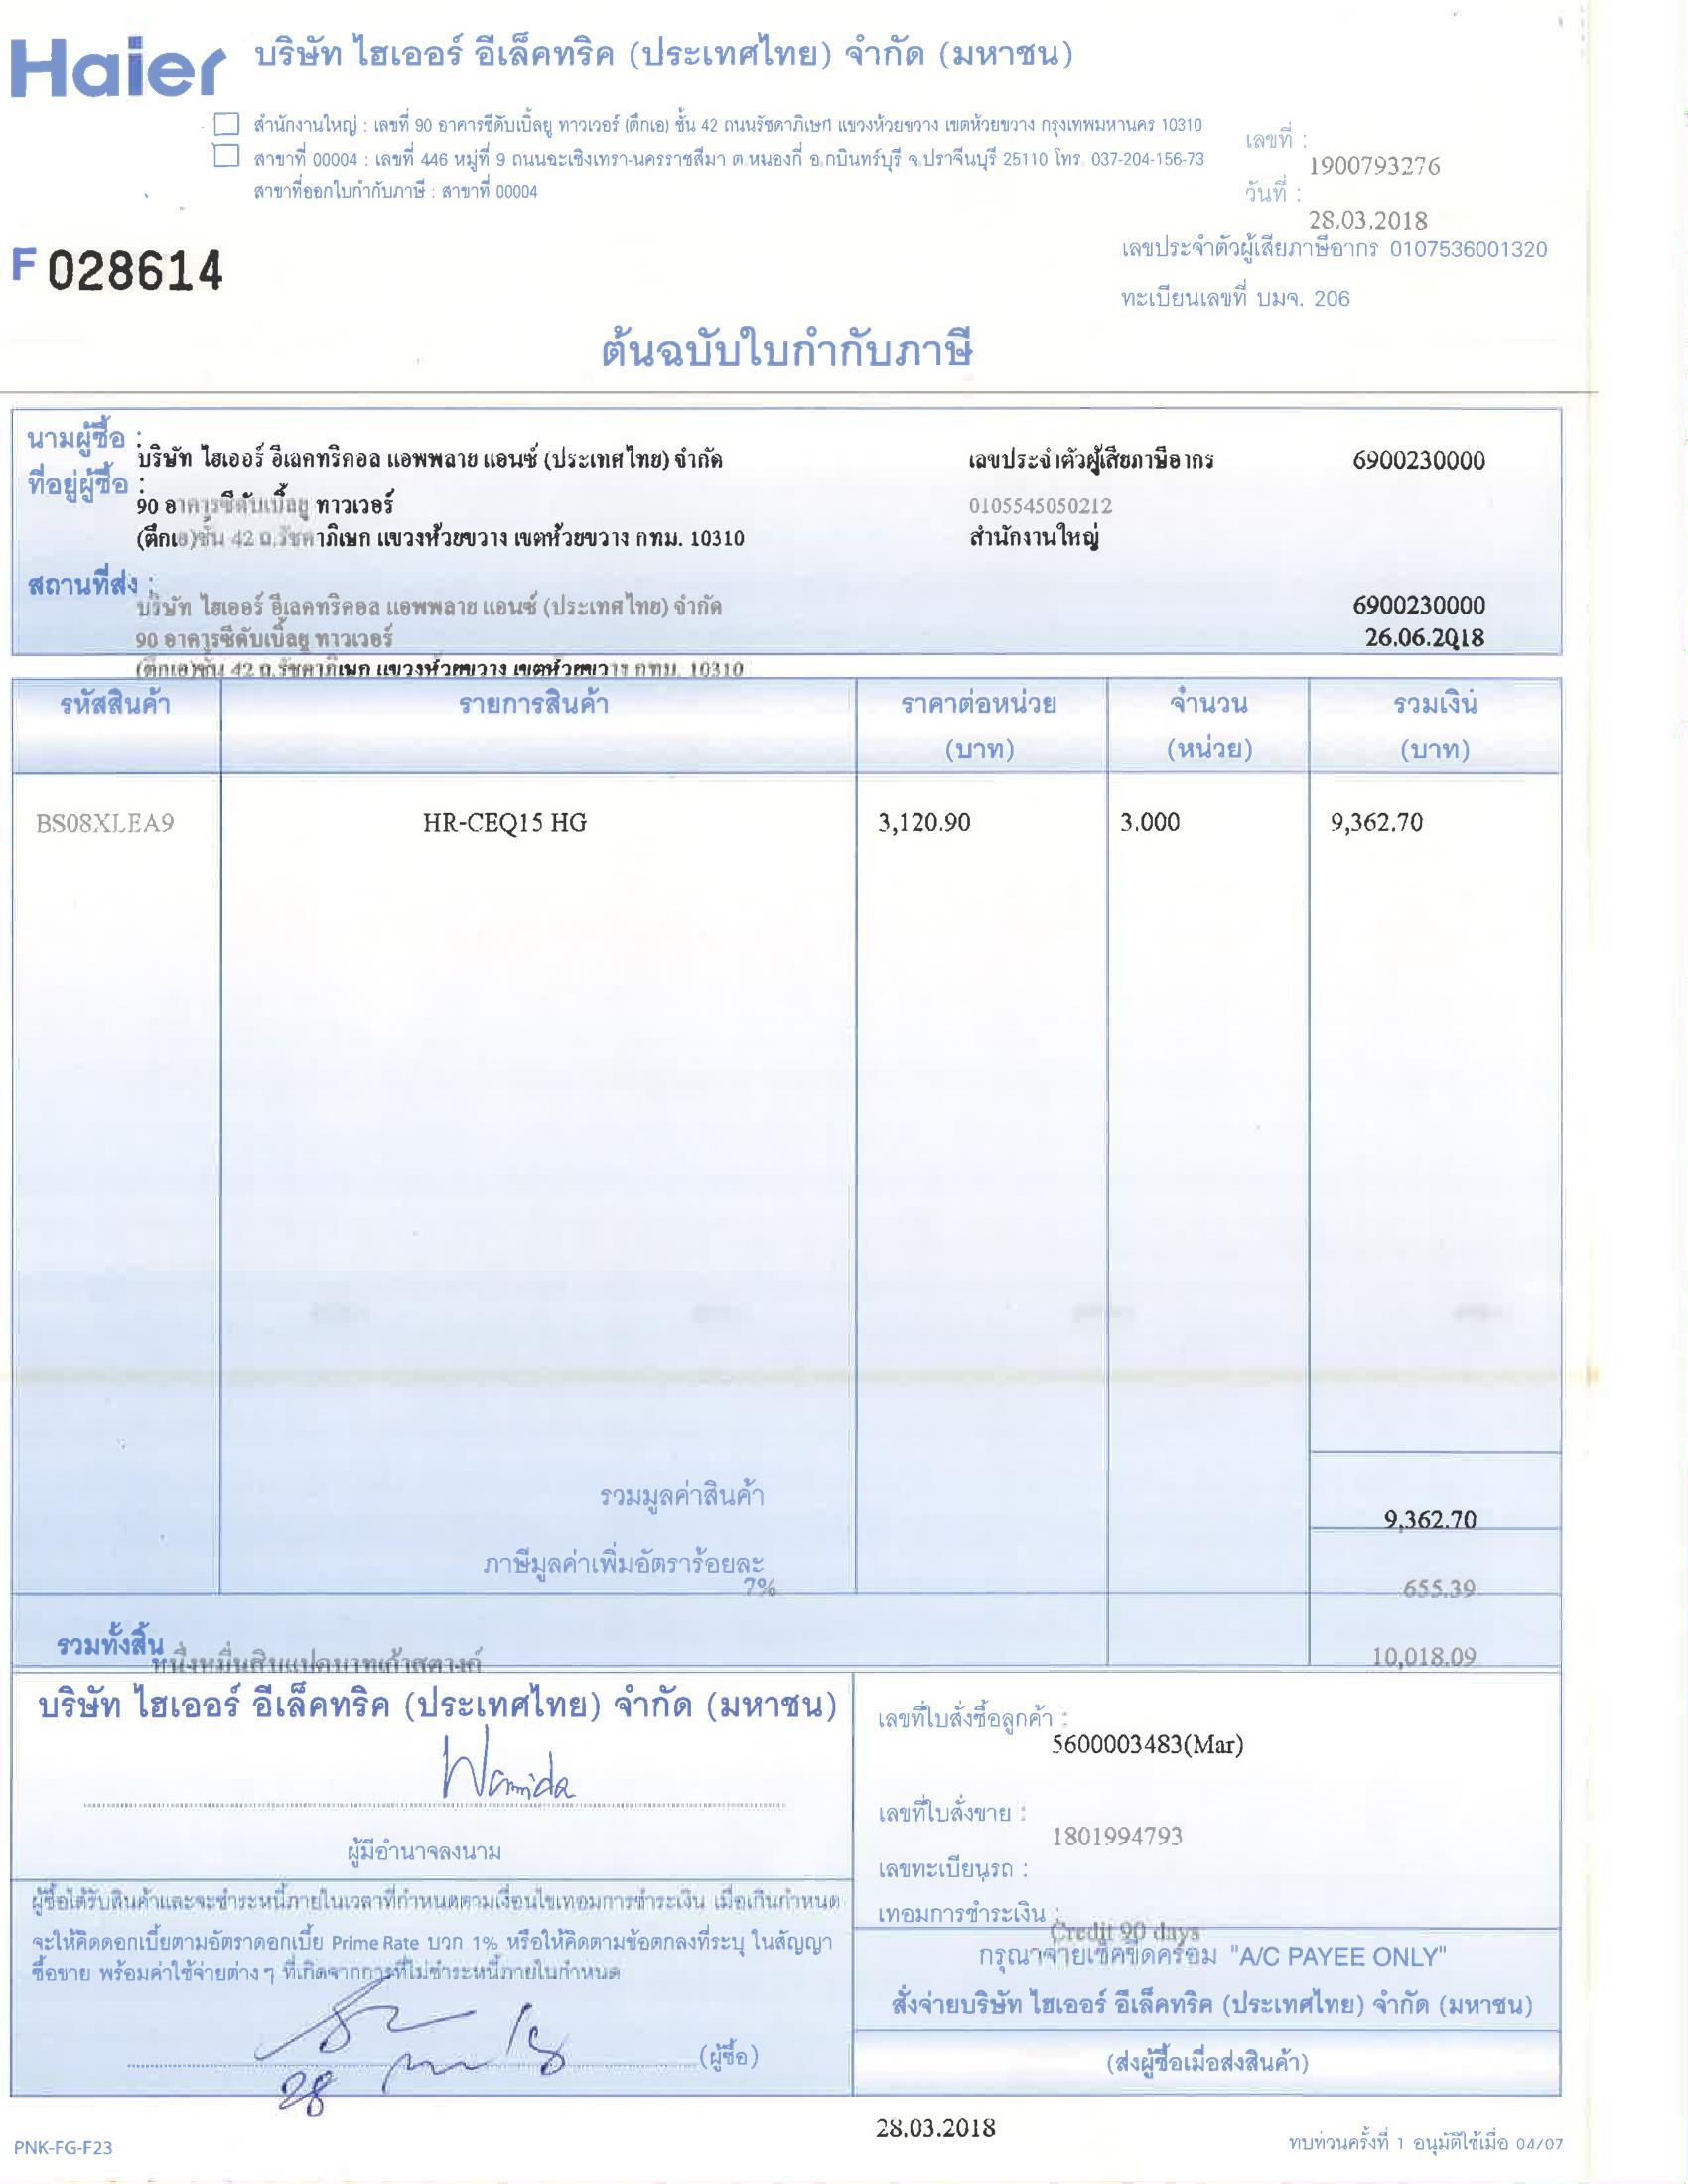 Haier
บริษัท ไฮเออร์ อีเล็คทริค (ประเทศไทย) จำกัด (มหาชน)
สำนักงานใหญ่ : เลขที่ 90 อาคารซีดับเบิ้ลยู ทาวเวอร์ (ตึกเอ) ชั้น 42 ถนนรัชดาภิเษก แขวงห้วยขวาง เขตห้วยขวาง กรุงเทพมหานคร 10310
สาขาที่ 00004 : เลขที่ 446 หมู่ที่ 9 ถนนฉะเชิงเทรา-นครราชสีมา ต.หนองกี่ อ.กบินทร์บุรี จ.ปราจีนบุรี 25110 โทร. 037-204-156-73
สาขาที่ออกใบกำกับภาษี : สาขาที่ 00004
เลขที่ :
1900793276
วันที่ :
28.03.2018
เลขประจำตัวผู้เสียภาษีอากร 0107536001320
ทะเบียนเลขที่ บมจ. 206
F 028614
ต้นฉบับใบกำกับภาษี
นามผู้ซื้อ :
บริษัท ไฮเออร์ อีเลคทริคอล แอพพลาย แอนซ์ (ประเทศไทย) จำกัด เลขประจำตัวผู้เสียภาษีอากร 6900230000
ที่อยู่ผู้ซื้อ :
90 อาคารซีดับเบิ้ลยู ทาวเวอร์ 0105545050212
(ตึกเอ)ชั้น 42 ถ.รัชดาภิเษก แขวงห้วยขวาง เขตห้วยขวาง กทม. 10310 สำนักงานใหญ่
สถานที่ส่ง :
บริษัท ไฮเออร์ อีเลคทริคอล แอพพลาย แอนซ์ (ประเทศไทย) จำกัด 6900230000
90 อาคารซีดับเบิ้ลยู ทาวเวอร์ 26.06.2018
(ตึกเอ)ชั้น 42 ถ.รัชดาภิเษก แขวงห้วยขวาง เขตห้วยขวาง กทม. 10310
รหัสสินค้า รายการสินค้า ราคาต่อหน่วย จำนวน รวมเงิน
(บาท) (หน่วย) (บาท)
BS08XLEA9 HR-CEQ15 HG 3,120.90 3.000 9,362.70
รวมมูลค่าสินค้า
9,362.70
ภาษีมูลค่าเพิ่มอัตราร้อยละ
7% 655.39
รวมทั้งสิ้น
หนึ่งหมื่นสิบแปดบาทเก้าสตางค์ 10,018.09
บริษัท ไฮเออร์ อีเล็คทริค (ประเทศไทย) จำกัด (มหาชน)
Wamida
ผู้มีอำนาจลงนาม
ผู้ซื้อได้รับสินค้าและจะชำระหนี้ภายในเวลาที่กำหนดตามเงื่อนไขเทอมการชำระเงิน เมื่อเกินกำหนด
จะให้คิดดอกเบี้ยตามอัตราดอกเบี้ย Prime Rate บวก 1% หรือให้คิดตามข้อตกลงที่ระบุ ในสัญญา
ซื้อขาย พร้อมค่าใช้จ่ายต่างๆ ที่เกิดจากการที่ไม่ชำระหนี้ภายในกำหนด
(ผู้ซื้อ)
28
เลขที่ใบสั่งซื้อลูกค้า :
5600003483(Mar)
เลขที่ใบสั่งขาย :
1801994793
เลขทะเบียนรถ :
เทอมการชำระเงิน :
Credit 90 days
กรุณาจ่ายเช็คขีดคร่อม "A/C PAYEE ONLY"
สั่งจ่ายบริษัท ไฮเออร์ อีเล็คทริค (ประเทศไทย) จำกัด (มหาชน)
(ส่งผู้ซื้อเมื่อส่งสินค้า)
28.03.2018
PNK-FG-F23
ทบทวนครั้งที่ 1 อนุมัติใช้เมื่อ 04/07